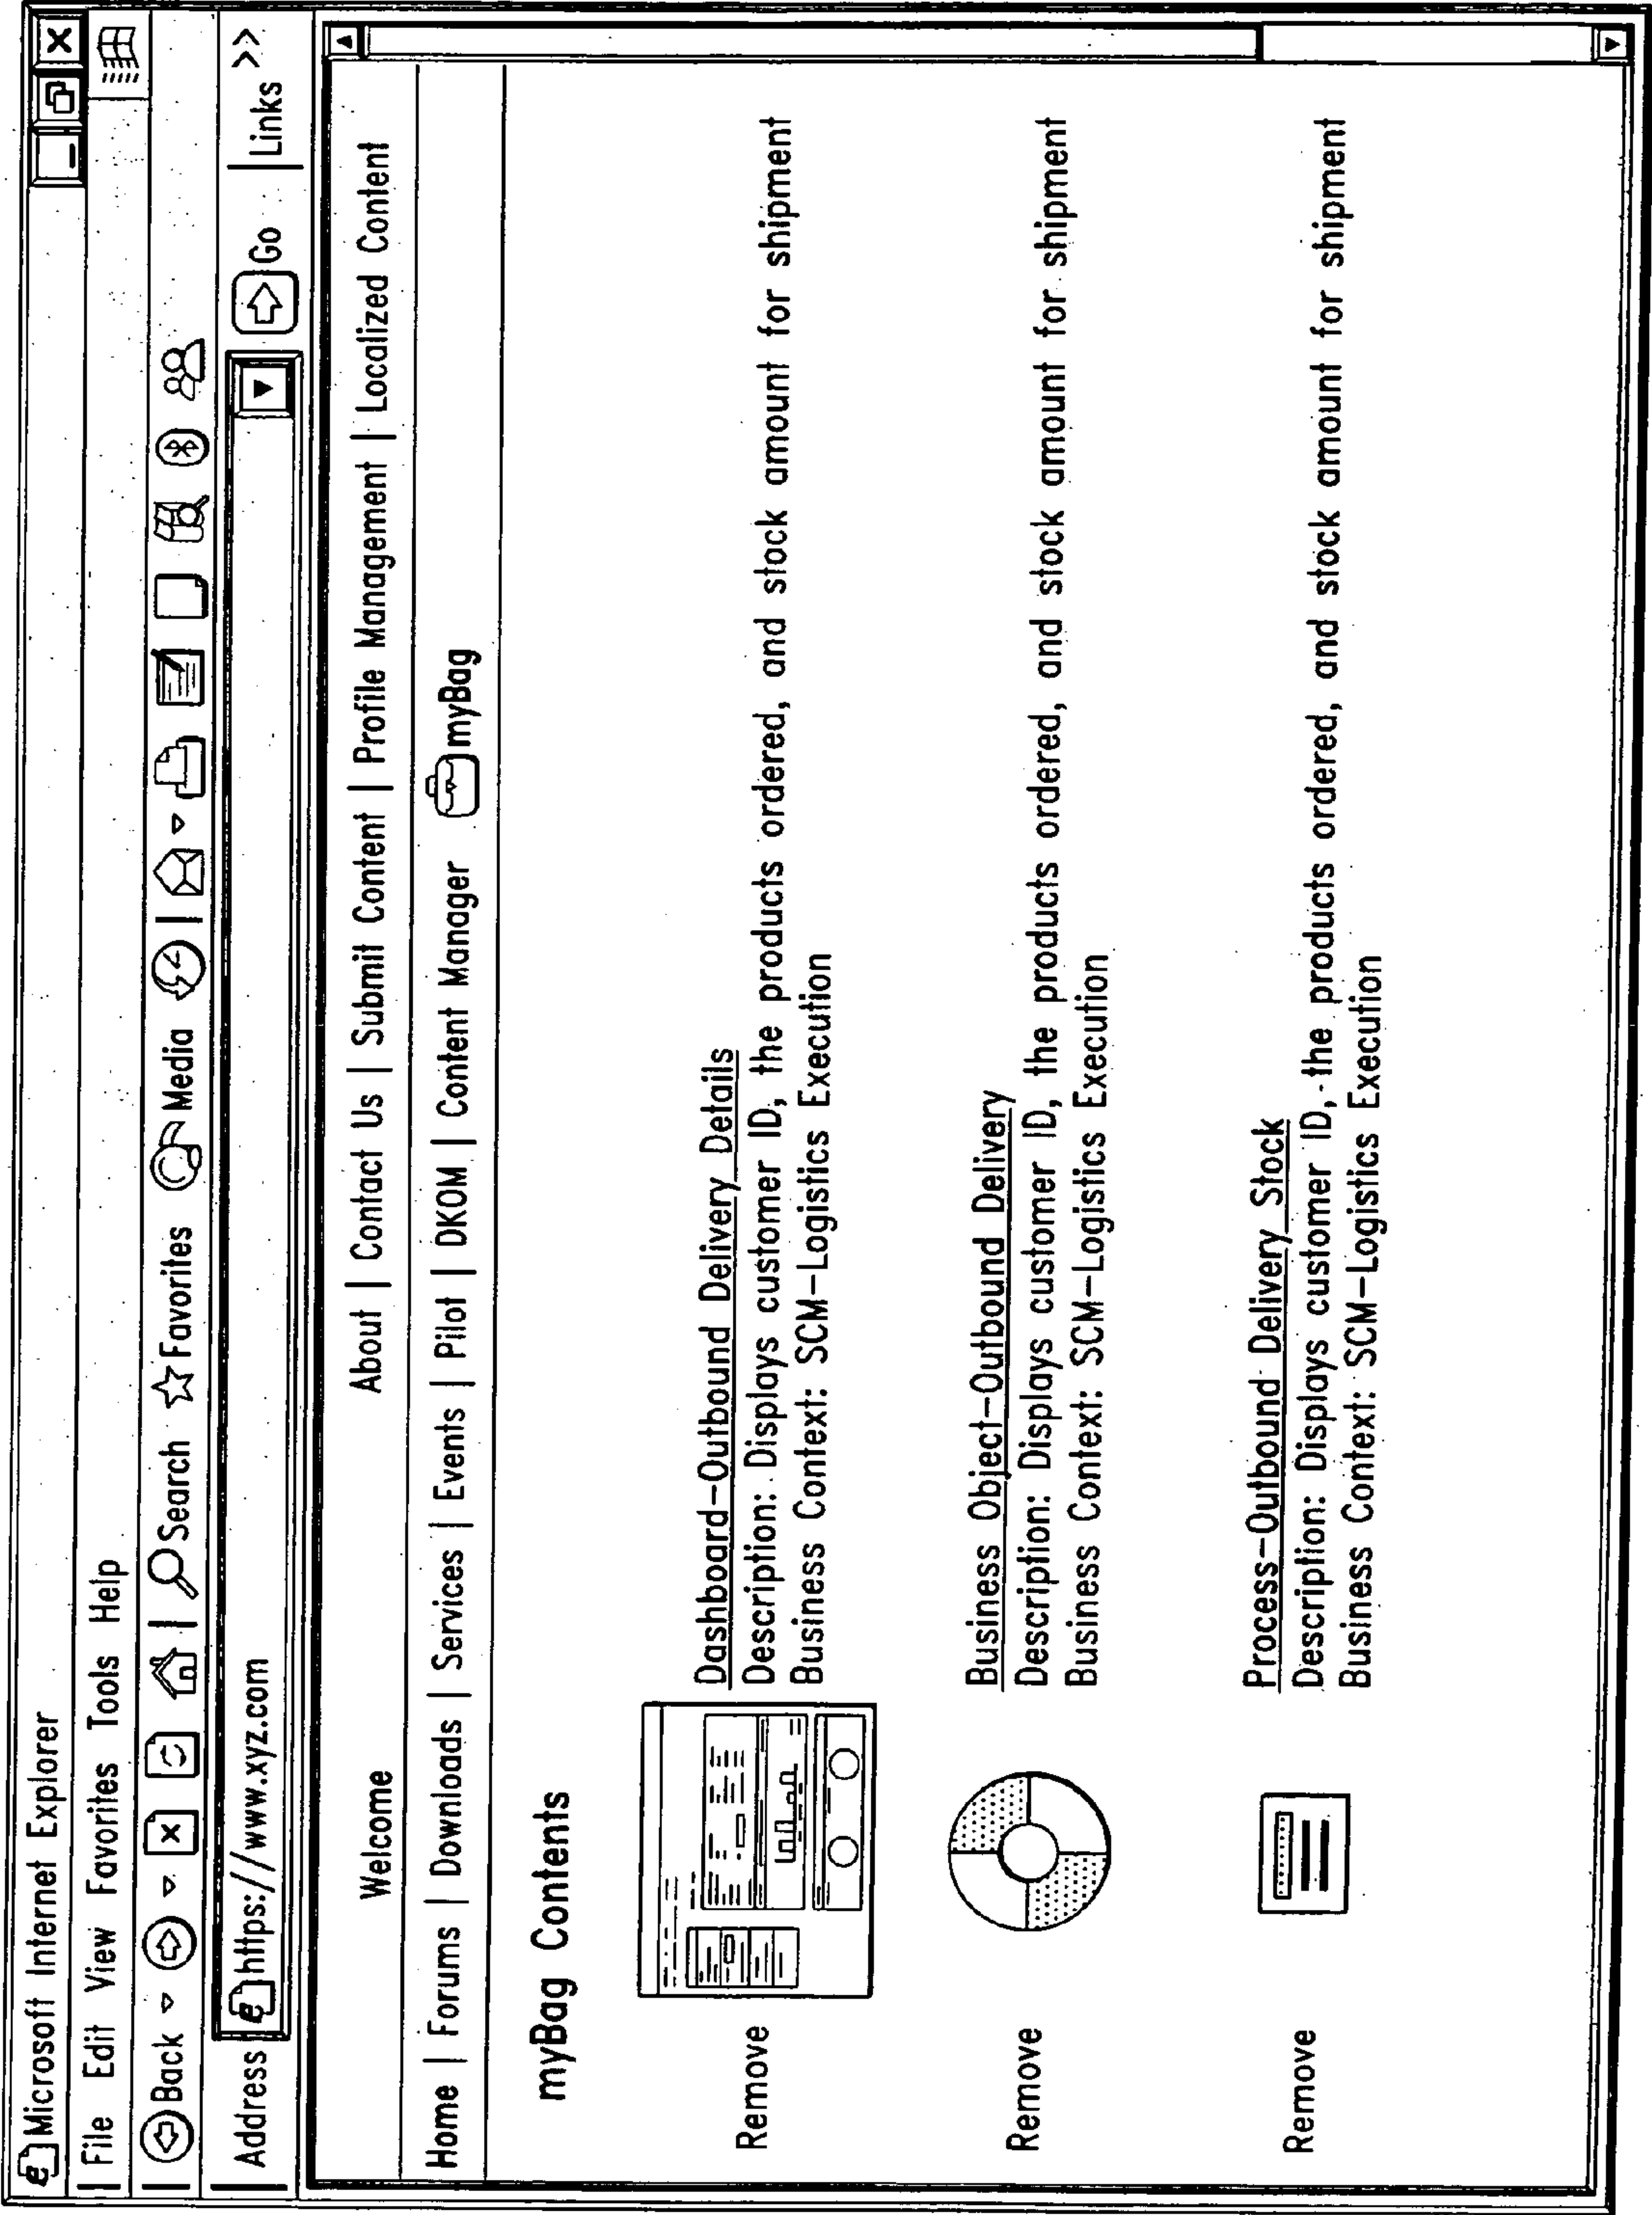 Microsoft Internet Explorer
File Edit View Favorites Tools Help
Back Search Favorites Media
Address https://www.xyz.com Go Links >>
Welcome About | Contact Us | Submit Content | Profile Management | Localized Content
Home | Forums | Downloads | Services | Events | Pilot | DKOM | Content Manager myBag
myBag Contents
Remove
Dashboard-Outbound Delivery Details
Description: Displays customer ID, the products ordered, and stock amount for shipment
Business Context: SCM-Logistics Execution
Remove
Business Object-Outbound Delivery
Description: Displays customer ID, the products ordered, and stock amount for shipment
Business Context: SCM-Logistics Execution
Remove
Process-Outbound Delivery Stock
Description: Displays customer ID, the products ordered, and stock amount for shipment
Business Context: SCM-Logistics Execution